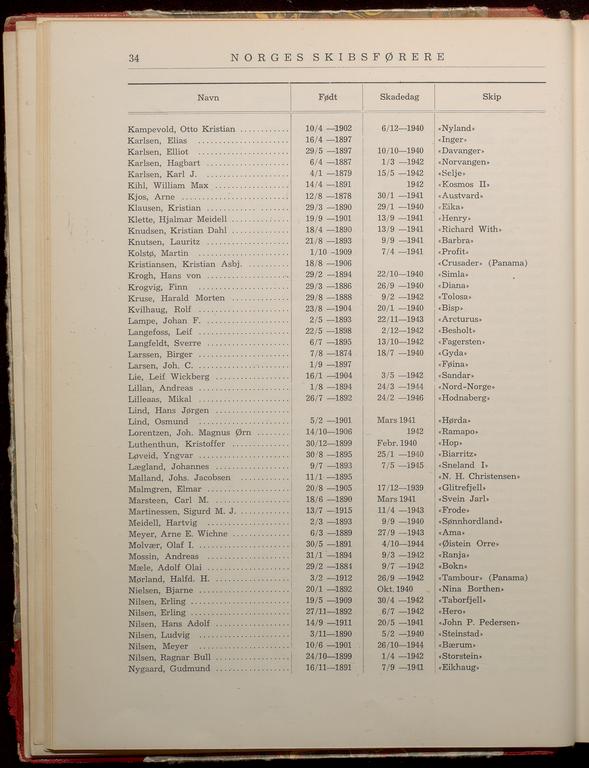 34 NORGES SKIBSFØRERE
Navn Født Skadedag Skip
Kampevold, Otto Kristian ............ 10/4 —1902 6/12—1940 «Nyland»
Karlsen, Elias ...................... 16/4 —1897 «Inger»
Karlsen, Elliot ..................... 29/5 —1897 10/10—1940 «Davanger»
Karlsen, Hagbart .................... 6/4 —1887 1/3 —1942 «Norvangen»
Karlsen, Karl J. .................... 4/1 —1879 15/5 —1942 «Selje»
Kihl, William Max ................... 14/4 —1891 1942 «Kosmos II»
Kjos, Arne .......................... 12/8 —1878 30/1 —1941 «Austvard»
Klausen, Kristian ................... 29/3 —1890 29/1 —1940 «Eika»
Klette, Hjalmar Meidell ............. 19/9 —1901 13/9 —1941 «Henry»
Knudsen, Kristian Dahl .............. 18/4 —1890 13/9 —1941 «Richard With»
Knutsen, Lauritz .................... 21/8 —1893 9/9 —1941 «Barbra»
Kolstø, Martin ...................... 1/10 —1909 7/4 —1941 «Profit»
Kristiansen, Kristian Asbj. ......... 18/8 —1906 «Crusader» (Panama)
Krogh, Hans von ..................... 29/2 —1894 22/10—1940 «Simla»
Krogvig, Finn ....................... 29/3 —1886 26/9 —1940 «Diana»
Kruse, Harald Morten ................ 29/8 —1888 9/2 —1942 «Tolosa»
Kvilhaug, Rolf ...................... 23/8 —1904 20/1 —1940 «Bisp»
Lampe, Johan F. ..................... 2/5 —1893 22/11—1943 «Arcturus»
Langefoss, Leif ..................... 22/5 —1898 2/12—1942 «Besholt»
Langfeldt, Sverre ................... 6/7 —1895 13/10—1942 «Fagersten»
Larssen, Birger ..................... 7/8 —1874 18/7 —1940 «Gyda»
Larsen, Joh. C. ..................... 1/9 —1897 «Føina»
Lie, Leif Wickberg .................. 16/1 —1904 3/5 —1942 «Sandar»
Lillan, Andreas ..................... 1/8 —1894 24/3 —1944 «Nord-Norge»
Lilleaas, Mikal ..................... 26/7 —1892 24/2 —1946 «Hodnaberg»
Lind, Hans Jørgen ...................
Lind, Osmund ........................ 5/2 —1901 Mars 1941 «Hørda»
Lorentzen, Joh. Magnus Ørn .......... 14/10—1906 1942 «Ramapo»
Luthenthun, Kristoffer .............. 30/12—1899 Febr. 1940 «Hop»
Løveid, Yngvar ...................... 30/8 —1895 25/1 —1940 «Biarritz»
Lægland, Johannes ................... 9/7 —1893 7/5 —1945 «Sneland I»
Malland, Johs. Jacobsen ............. 11/1 —1895 «N. H. Christensen»
Malmgren, Elmar ..................... 20/8 —1905 17/12—1939 «Glitrefjell»
Marsteen, Carl M. ................... 18/6 —1890 Mars 1941 «Svein Jarl»
Martinessen, Sigurd M. J. ........... 13/7 —1915 11/4 —1943 «Frode»
Meidell, Hartvig .................... 2/3 —1893 9/9 —1940 «Sønnhordland»
Meyer, Arne E. Wichne ............... 6/3 —1889 27/9 —1943 «Ama»
Molvær, Olaf I. ..................... 30/5 —1891 4/10—1944 «Øistein Orre»
Mossin, Andreas ..................... 31/1 —1894 9/3 —1942 «Ranja»
Mæle, Adolf Olai .................... 29/2 —1884 9/7 —1942 «Bokn»
Mørland, Halfd. H. .................. 3/2 —1912 26/9 —1942 «Tambour» (Panama)
Nielsen, Bjarne ..................... 20/1 —1892 Okt. 1940 «Nina Borthen»
Nilsen, Erling ...................... 19/5 —1909 30/4 —1942 «Taborfjell»
Nilsen, Erling ...................... 27/11—1892 6/7 —1942 «Hero»
Nilsen, Hans Adolf .................. 14/9 —1911 20/5 —1941 «John P. Pedersen»
Nilsen, Ludvig ...................... 3/11—1890 5/2 —1940 «Steinstad»
Nilsen, Meyer ....................... 10/6 —1901 26/10—1944 «Bærum»
Nilsen, Ragnar Bull ................. 24/10—1899 1/4 —1942 «Storstein»
Nygaard, Gudmund .................... 16/11—1891 7/9 —1941 «Eikhaug»